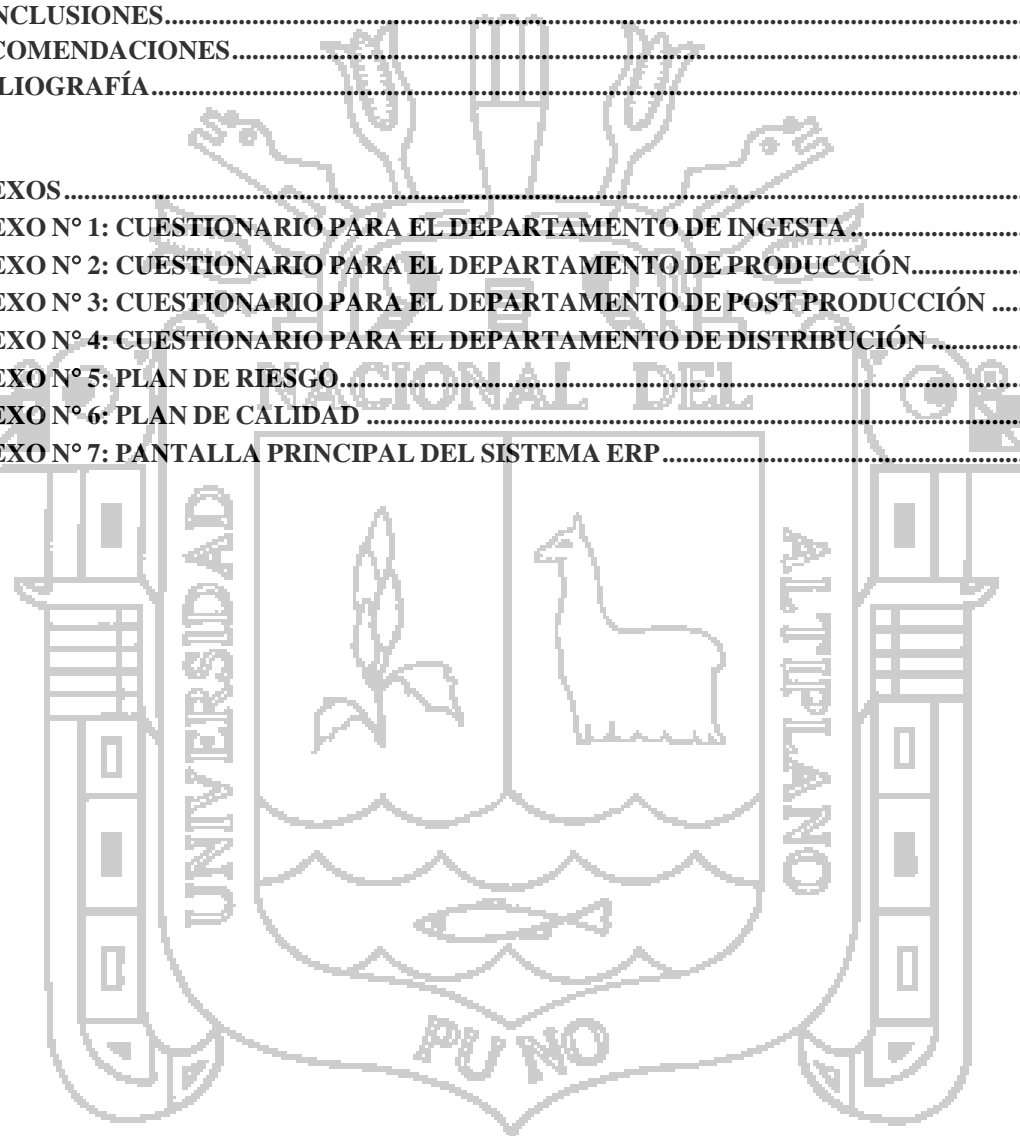 NCLUSIONES
COMENDACIONES
LIOGRAFÍA
EXOS
EXO N° 1: CUESTIONARIO PARA EL DEPARTAMENTO DE INGESTA
EXO N° 2: CUESTIONARIO PARA EL DEPARTAMENTO DE PRODUCCIÓN
EXO N° 3: CUESTIONARIO PARA EL DEPARTAMENTO DE POST PRODUCCIÓN
EXO N° 4: CUESTIONARIO PARA EL DEPARTAMENTO DE DISTRIBUCIÓN
EXO N° 5: PLAN DE RIESGO
EXO N° 6: PLAN DE CALIDAD
EXO N° 7: PANTALLA PRINCIPAL DEL SISTEMA ERP
NACIONAL DEL
UNIVERSIDAD
ALTIPLANO
PUNO